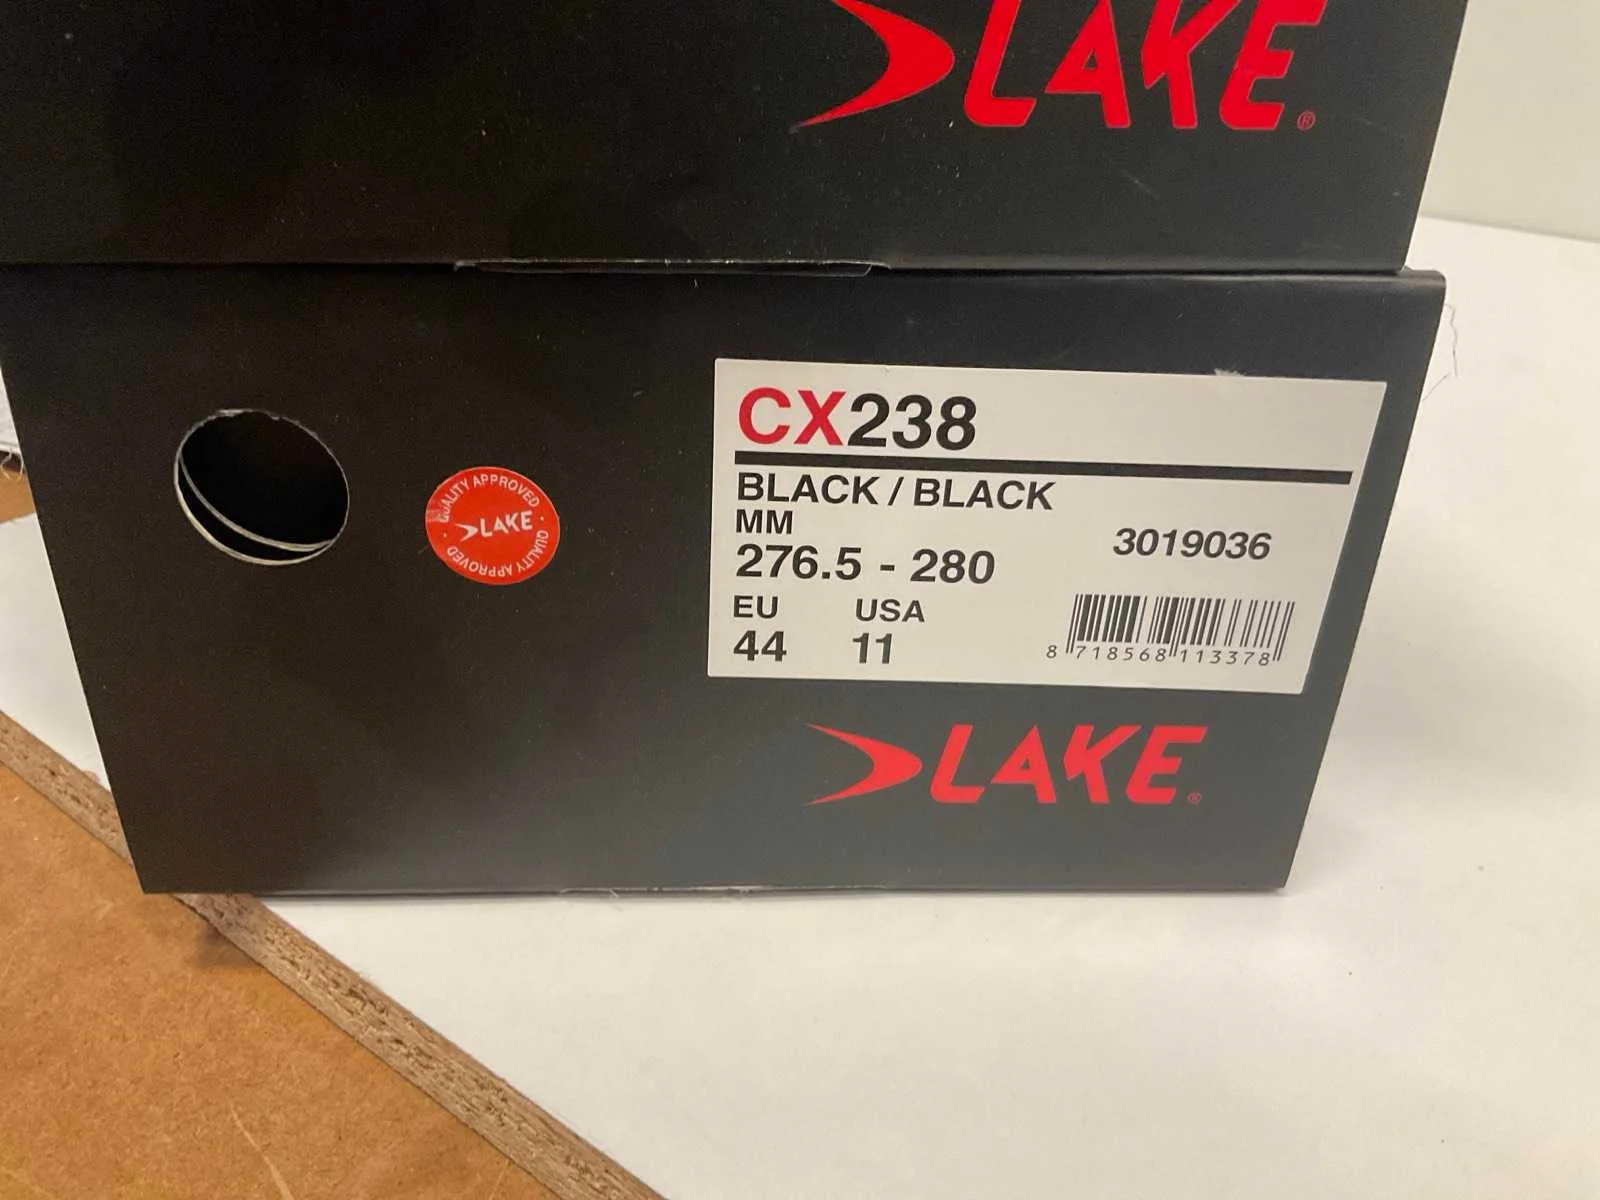 LAKE®
CX238
BLACK / BLACK
MM
276.5 - 280
3019036
EU USA
44 11
8 718568 113378
QUALITY APPROVED · QUALITY APPROVED ·
LAKE
LAKE®